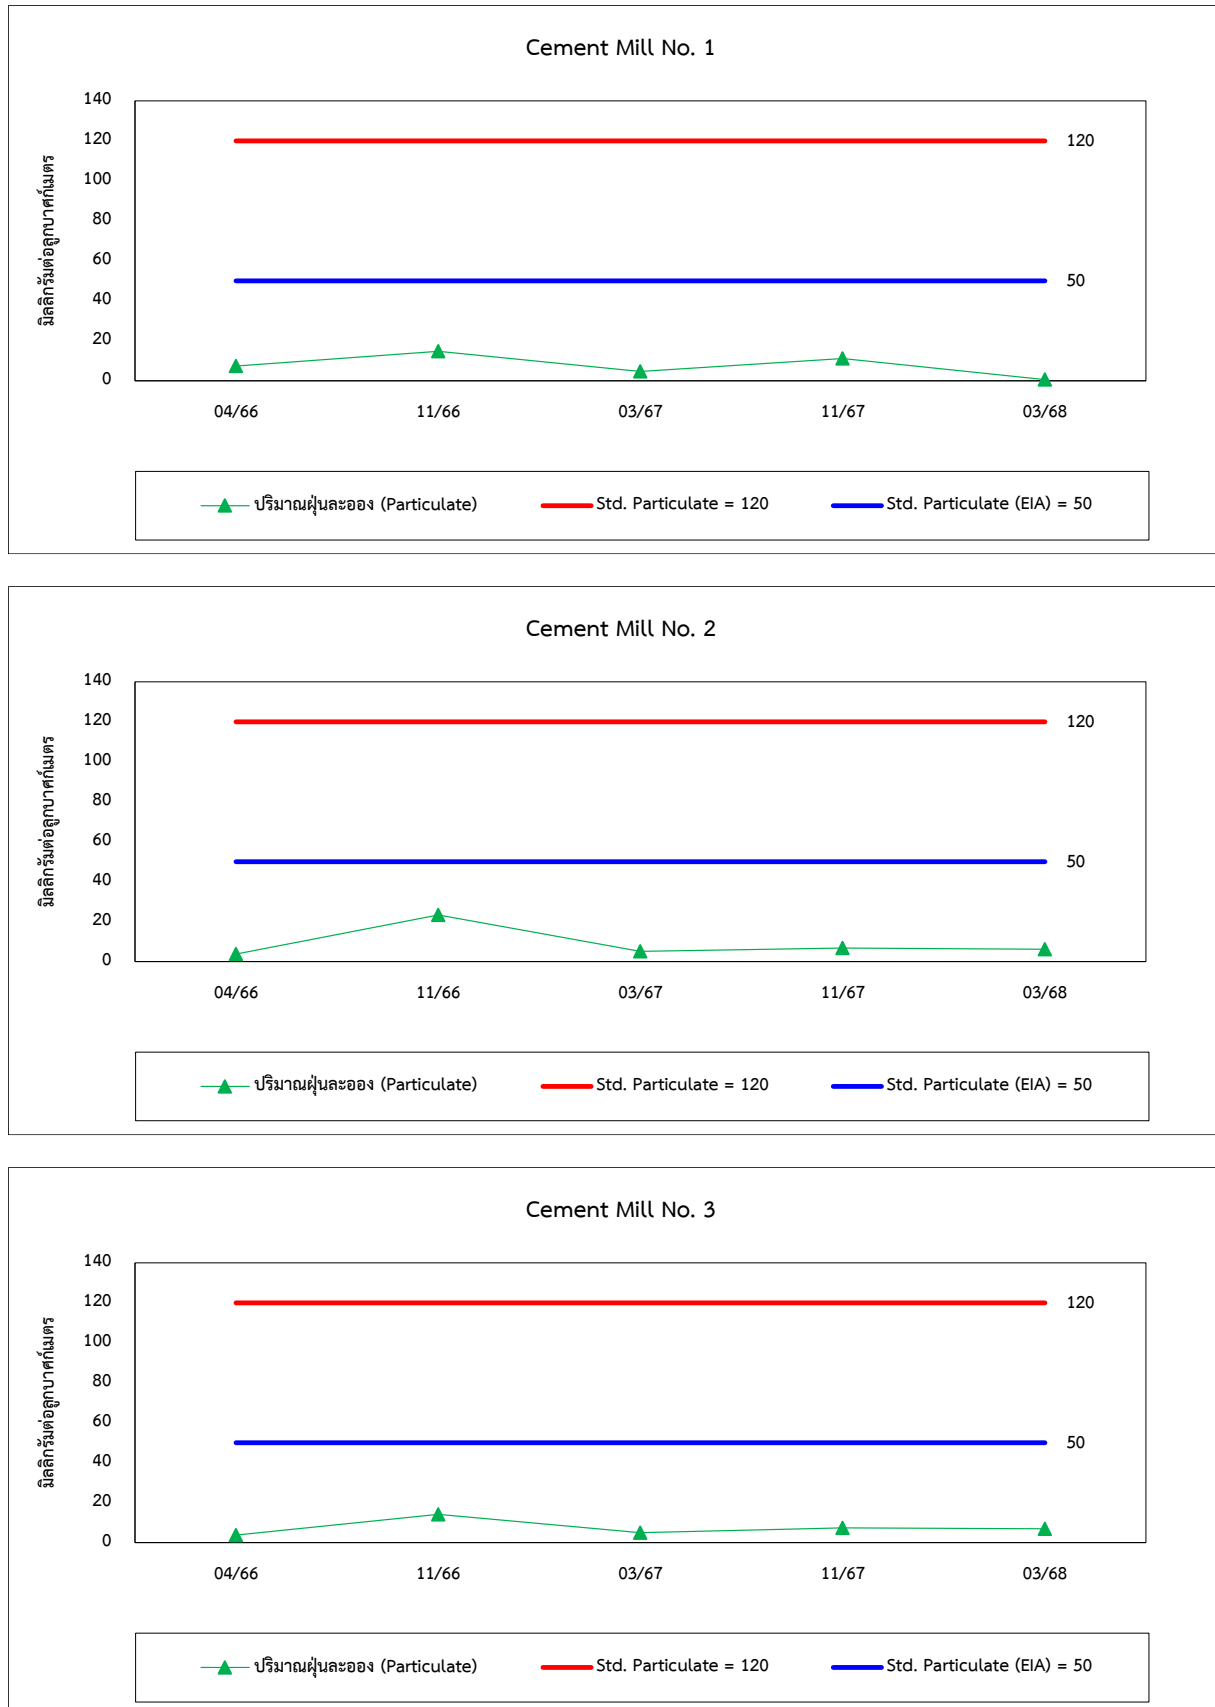 Cement Mill No. 1
140
120
100
80
60
40
20
0
มิลลิกรัมต่อลูกบาศก์เมตร
120
50
04/66 11/66 03/67 11/67 03/68
ปริมาณฝุ่นละออง (Particulate) Std. Particulate = 120 Std. Particulate (EIA) = 50
Cement Mill No. 2
140
120
100
80
60
40
20
0
มิลลิกรัมต่อลูกบาศก์เมตร
120
50
04/66 11/66 03/67 11/67 03/68
ปริมาณฝุ่นละออง (Particulate) Std. Particulate = 120 Std. Particulate (EIA) = 50
Cement Mill No. 3
140
120
100
80
60
40
20
0
มิลลิกรัมต่อลูกบาศก์เมตร
120
50
04/66 11/66 03/67 11/67 03/68
ปริมาณฝุ่นละออง (Particulate) Std. Particulate = 120 Std. Particulate (EIA) = 50